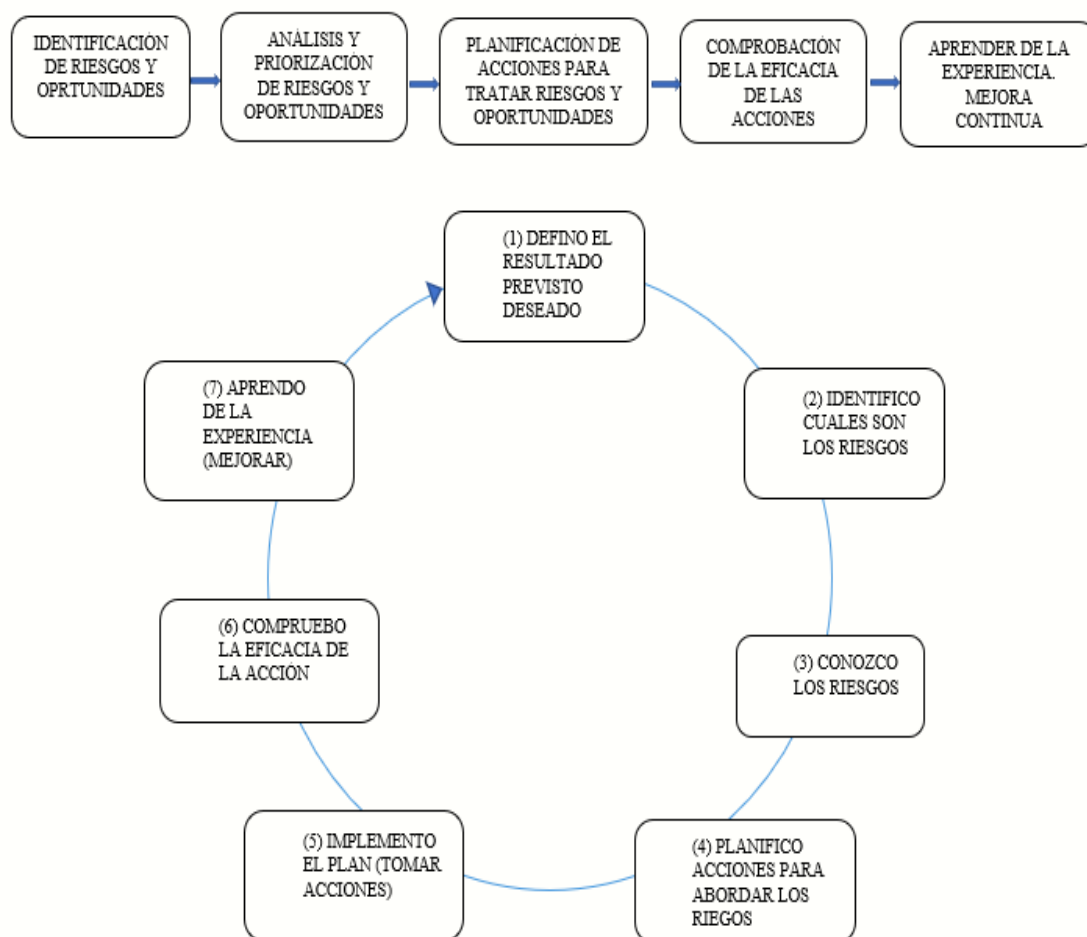 IDENTIFICACIÓN
DE RIESGOS Y
OPRTUNIDADES
ANÀLISIS Y
PRIORIZACIÓN
DE RIESGOS Y
OPORTUNIDADES
PLANIFICACIÓN DE
ACCIONES PARA
TRATAR RIESGOS Y
OPORTUNIDADES
COMPROBACIÓN
DE LA EFICACIA
DE LAS
ACCIONES
APRENDER DE LA
EXPERIENCIA.
MEJORA
CONTINUA
(1) DEFINO EL
RESULTADO
PREVISTO
DESEADO
(2) IDENTIFICO
CUALES SON
LOS RIESGOS
(3) CONOZCO
LOS RIESGOS
(4) PLANIFICO
ACCIONES PARA
ABORDAR LOS
RIEGOS
(5) IMPLEMENTO
EL PLAN (TOMAR
ACCIONES)
(6) COMPRUEBO
LA EFICACIA DE
LA ACCIÓN
(7) APRENDO
DE LA
EXPERIENCIA
(MEJORAR)